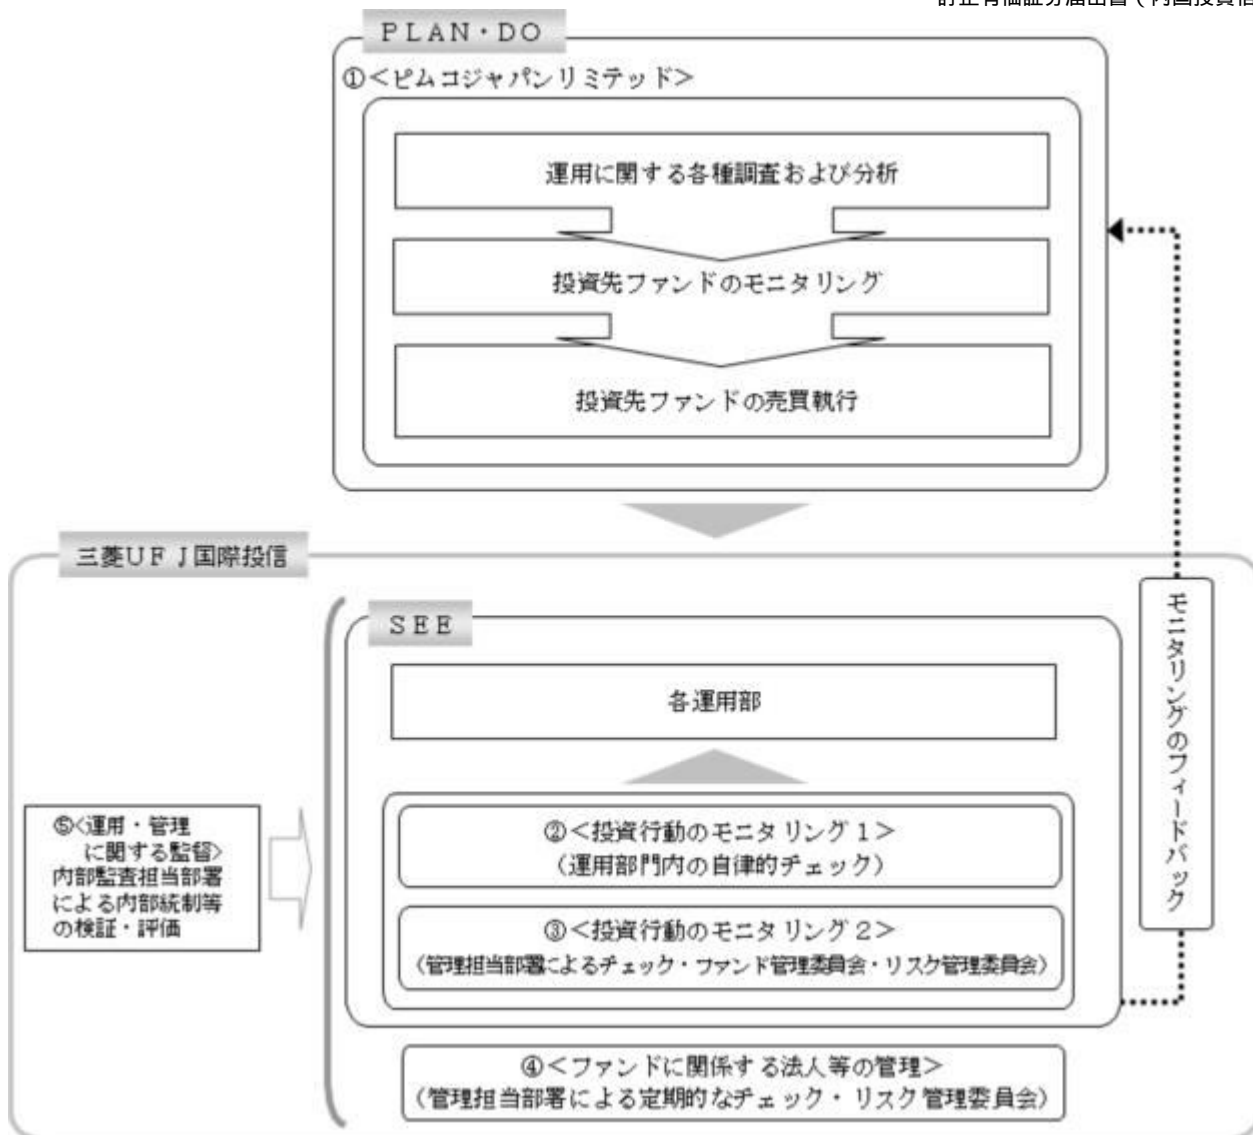 ＰＬＡＮ・ＤＯ
①＜ピムコジャパンリミテッド＞
運用に関する各種調査および分析
投資先ファンドのモニタリング
投資先ファンドの売買執行
三菱ＵＦＪ国際投信
ＳＥＥ
各運用部
モニタリングのフィードバック
②＜投資行動のモニタリング１＞
（運用部門内の自律的チェック）
③＜投資行動のモニタリング２＞
（管理担当部署によるチェック・ファンド管理委員会・リスク管理委員会）
⑤＜運用・管理
に関する監督＞
内部監査担当部署
による内部統制等
の検証・評価
④＜ファンドに関係する法人等の管理＞
（管理担当部署による定期的なチェック・リスク管理委員会）